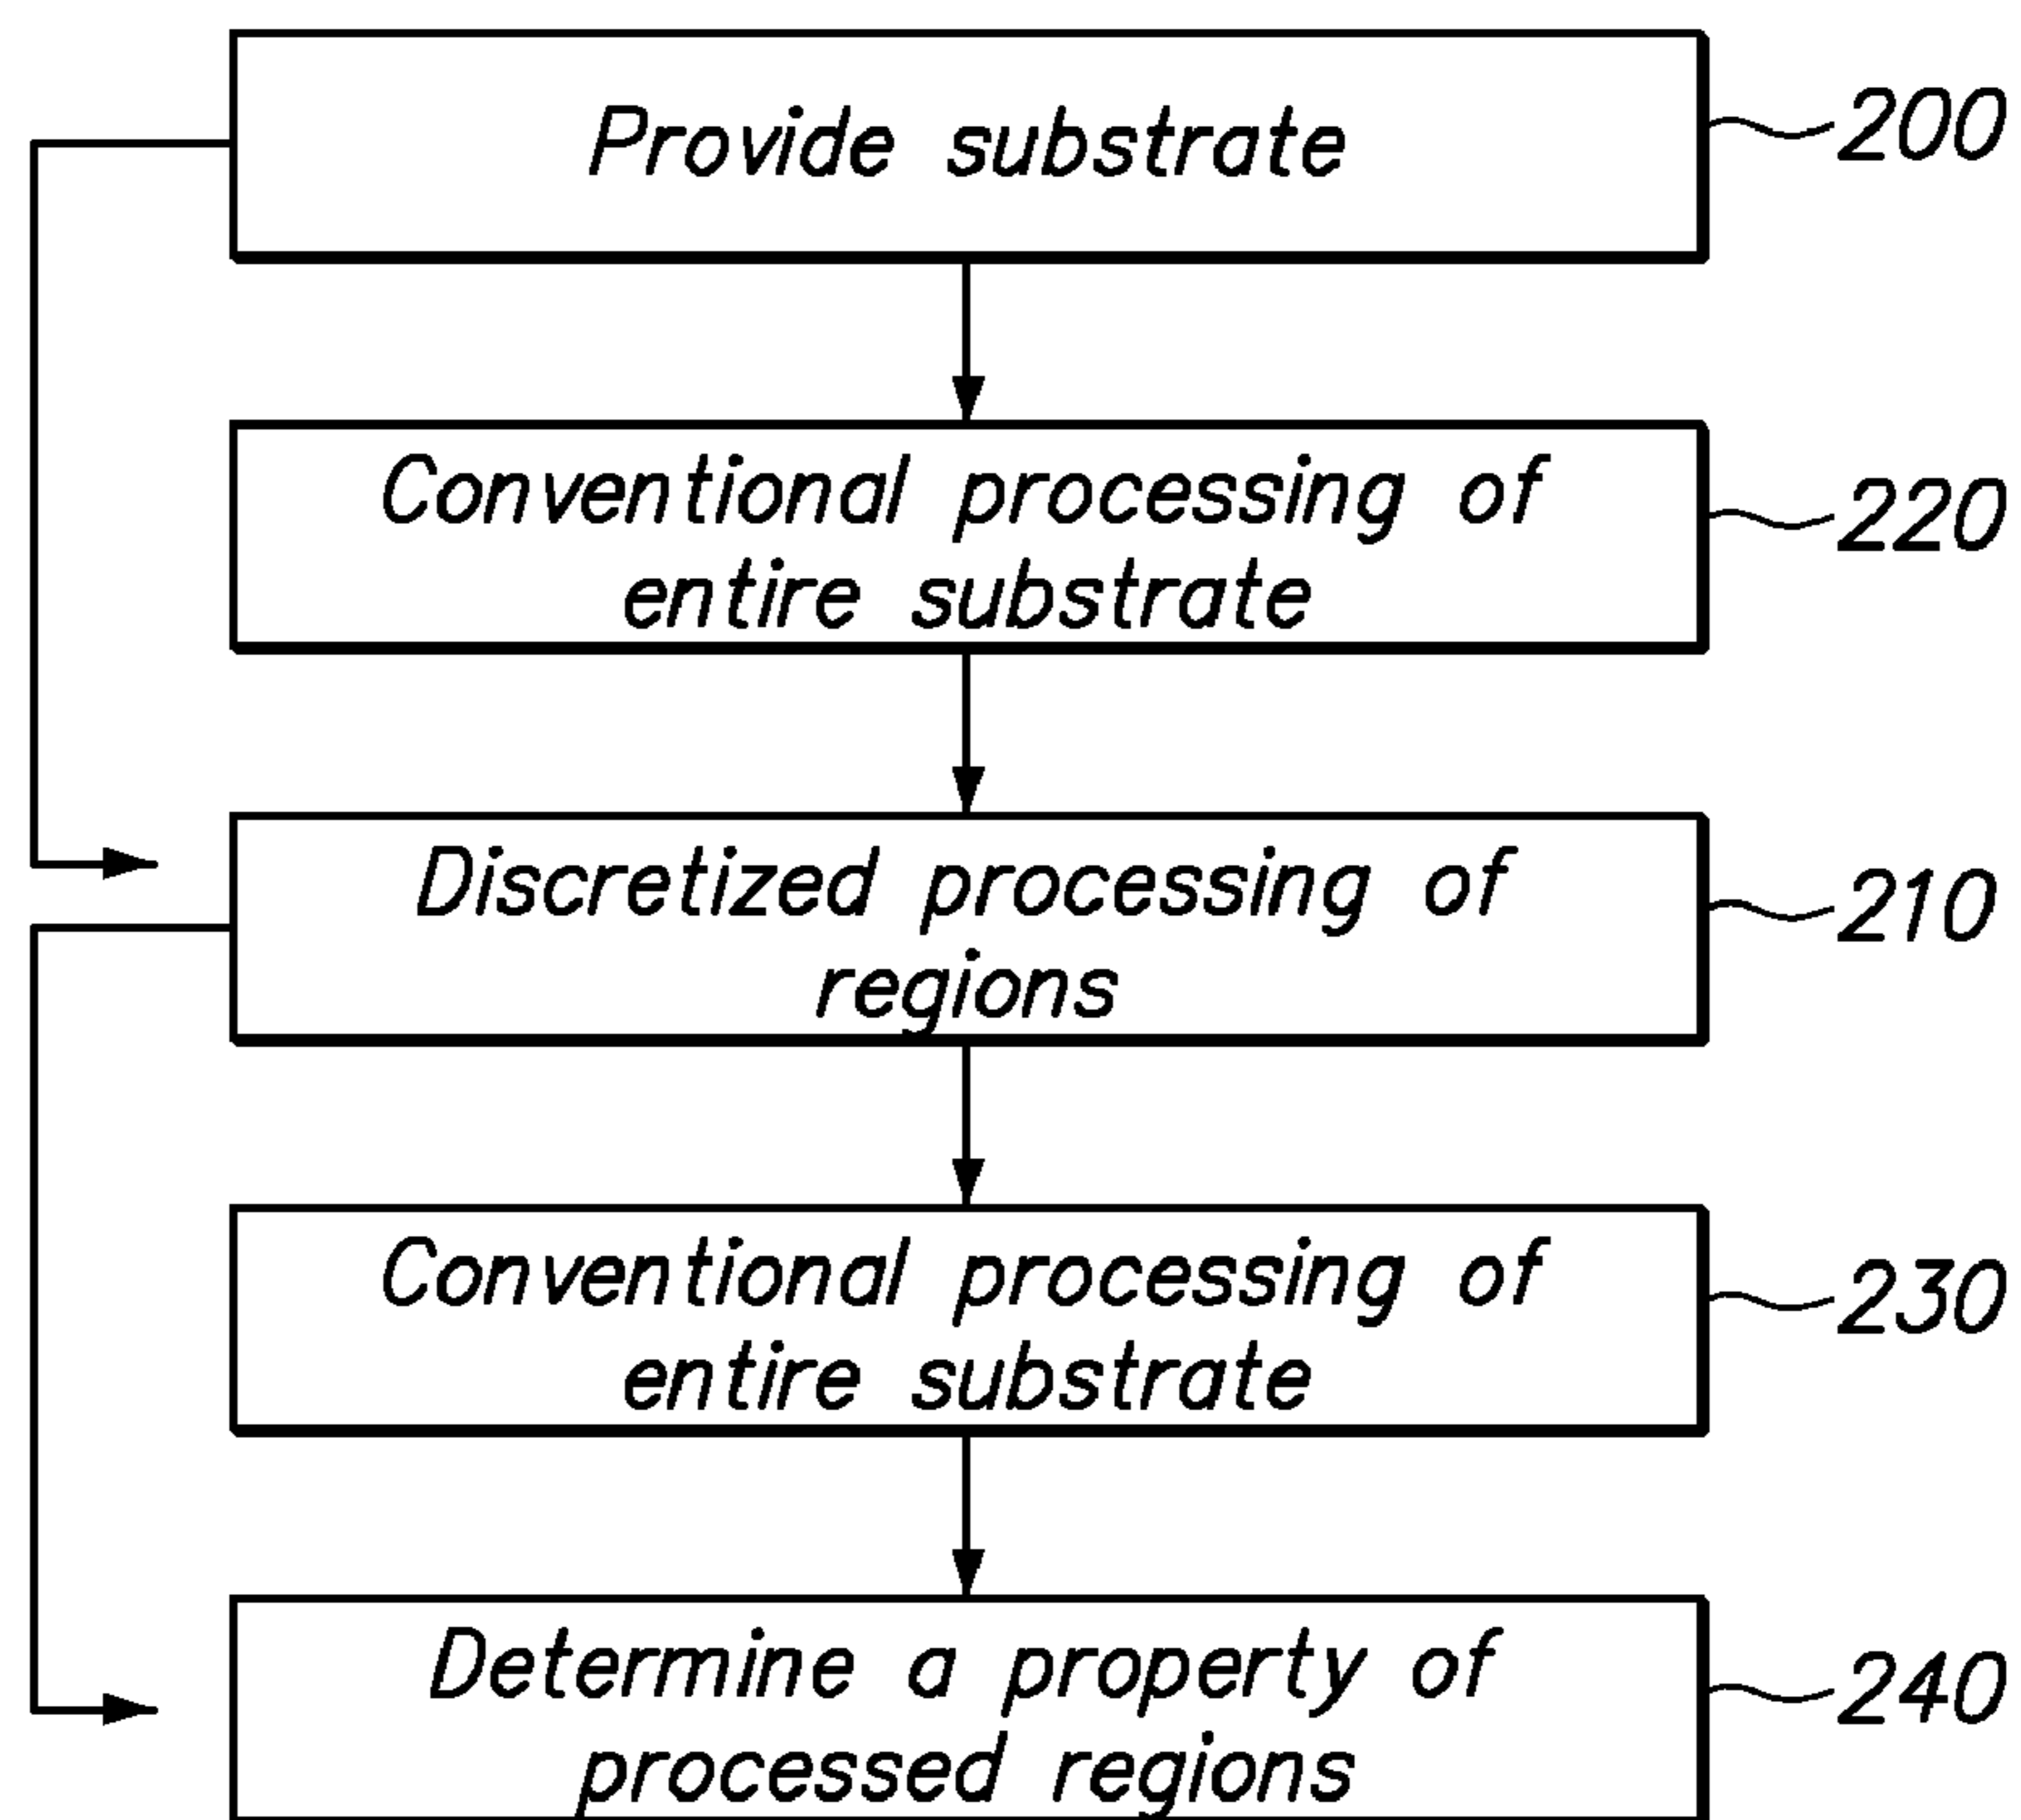 Provide substrate
200
Conventional processing of
entire substrate
220
Discretized processing of
regions
210
Conventional processing of
entire substrate
230
Determine a property of
processed regions
240